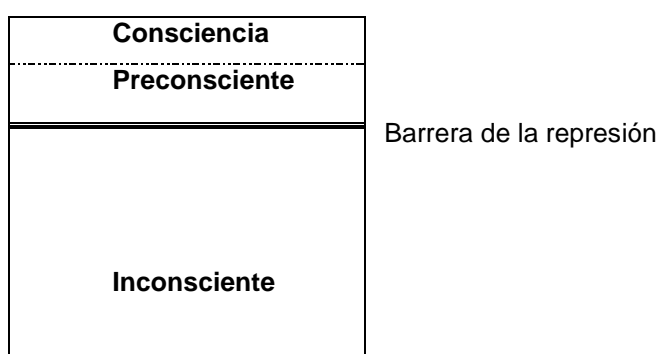 Consciencia
Preconsciente
Barrera de la represión
Inconsciente